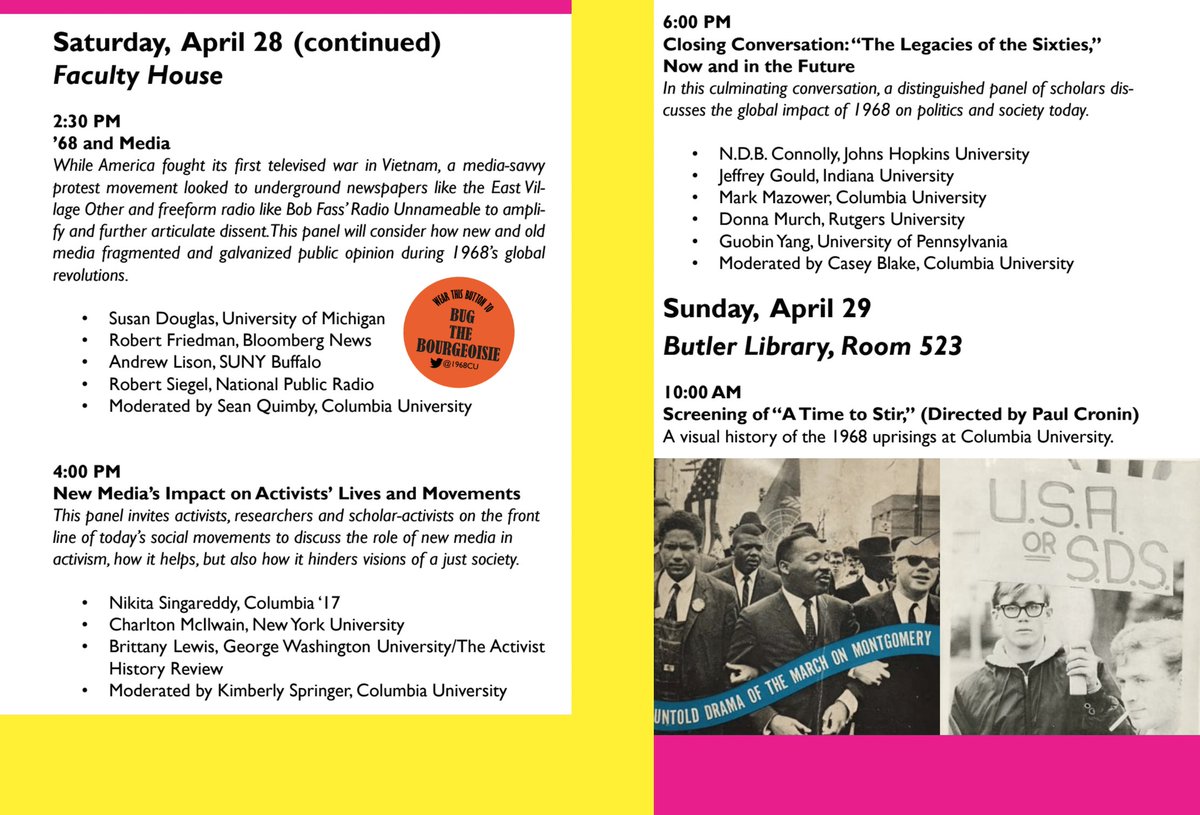 Saturday, April 28 (continued)
Faculty House
2:30 PM
’68 and Media
While America fought its first televised war in Vietnam, a media-savvy
protest movement looked to underground newspapers like the East Vil-
lage Other and freeform radio like Bob Fass’ Radio Unnameable to ampli-
fy and further articulate dissent. This panel will consider how new and old
media fragmented and galvanized public opinion during 1968’s global
revolutions.
• Susan Douglas, University of Michigan
• Robert Friedman, Bloomberg News
• Andrew Lison, SUNY Buffalo
• Robert Siegel, National Public Radio
• Moderated by Sean Quimby, Columbia University
WEAR THIS BUTTON TO
BUG
THE
BOURGEOISIE
@1968CU
4:00 PM
New Media’s Impact on Activists’ Lives and Movements
This panel invites activists, researchers and scholar-activists on the front
line of today’s social movements to discuss the role of new media in
activism, how it helps, but also how it hinders visions of a just society.
• Nikita Singareddy, Columbia ‘17
• Charlton McIlwain, New York University
• Brittany Lewis, George Washington University/The Activist
History Review
• Moderated by Kimberly Springer, Columbia University
6:00 PM
Closing Conversation: “The Legacies of the Sixties,”
Now and in the Future
In this culminating conversation, a distinguished panel of scholars dis-
cusses the global impact of 1968 on politics and society today.
• N.D.B. Connolly, Johns Hopkins University
• Jeffrey Gould, Indiana University
• Mark Mazower, Columbia University
• Donna Murch, Rutgers University
• Guobin Yang, University of Pennsylvania
• Moderated by Casey Blake, Columbia University
Sunday, April 29
Butler Library, Room 523
10:00 AM
Screening of “A Time to Stir,” (Directed by Paul Cronin)
A visual history of the 1968 uprisings at Columbia University.
UNTOLD DRAMA OF THE MARCH ON MONTGOMERY
U.S.A.
OR S.D.S.